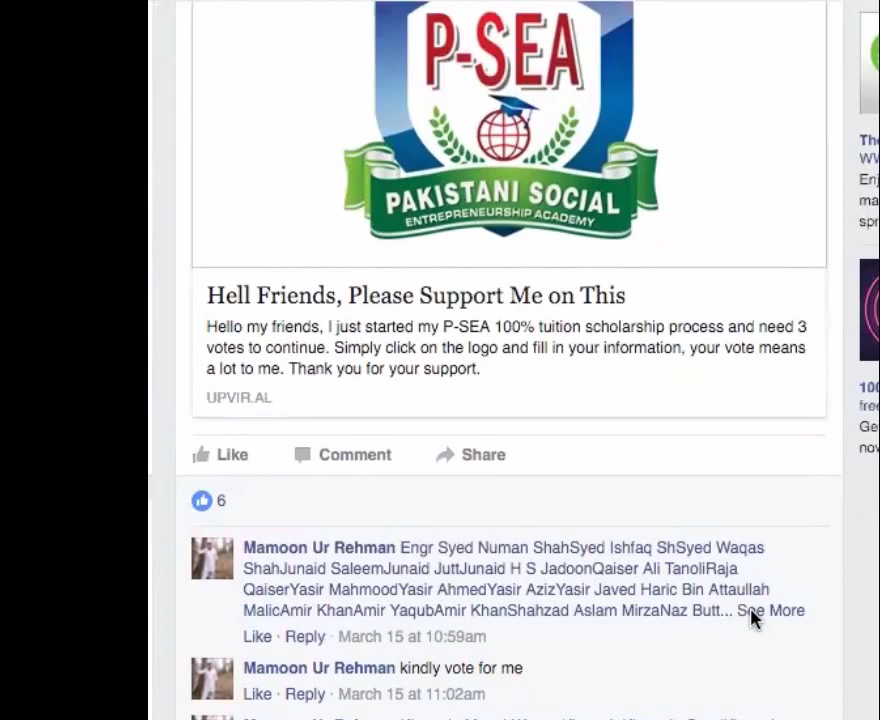 P-SEA
PAKISTANI SOCIAL
ENTREPRENEURSHIP ACADEMY
Hell Friends, Please Support Me on This
Hello my friends, I just started my P-SEA 100% tuition scholarship process and need 3
votes to continue. Simply click on the logo and fill in your information, your vote means
a lot to me. Thank you for your support.
UPVIR.AL
Like Comment Share
6
Mamoon Ur Rehman Engr Syed Numan ShahSyed Ishfaq ShSyed Waqas
ShahJunaid SaleemJunaid JuttJunaid H S JadoonQaiser Ali TanoliRaja
QaiserYasir MahmoodYasir AhmedYasir AzizYasir Javed Haric Bin Attaullah
MalicAmir KhanAmir YaqubAmir KhanShahzad Aslam MirzaNaz Butt... See More
Like · Reply · March 15 at 10:59am
Mamoon Ur Rehman kindly vote for me
Like · Reply · March 15 at 11:02am